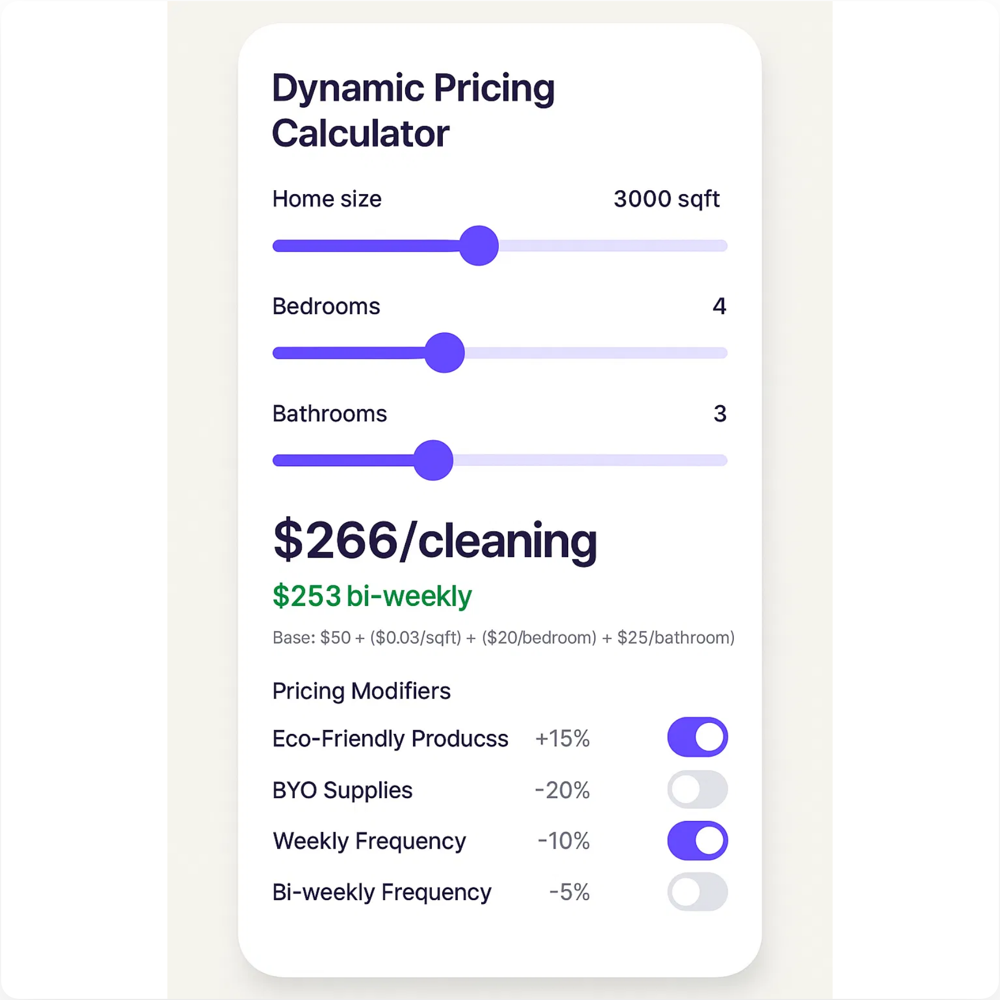 Dynamic Pricing
Calculator
Home size 3000 sqft
Bedrooms 4
Bathrooms 3
$266/cleaning
$253 bi-weekly
Base: $50 + ($0.03/sqft) + ($20/bedroom) + $25/bathroom)
Pricing Modifiers
Eco-Friendly Producss +15%
BYO Supplies -20%
Weekly Frequency -10%
Bi-weekly Frequency -5%